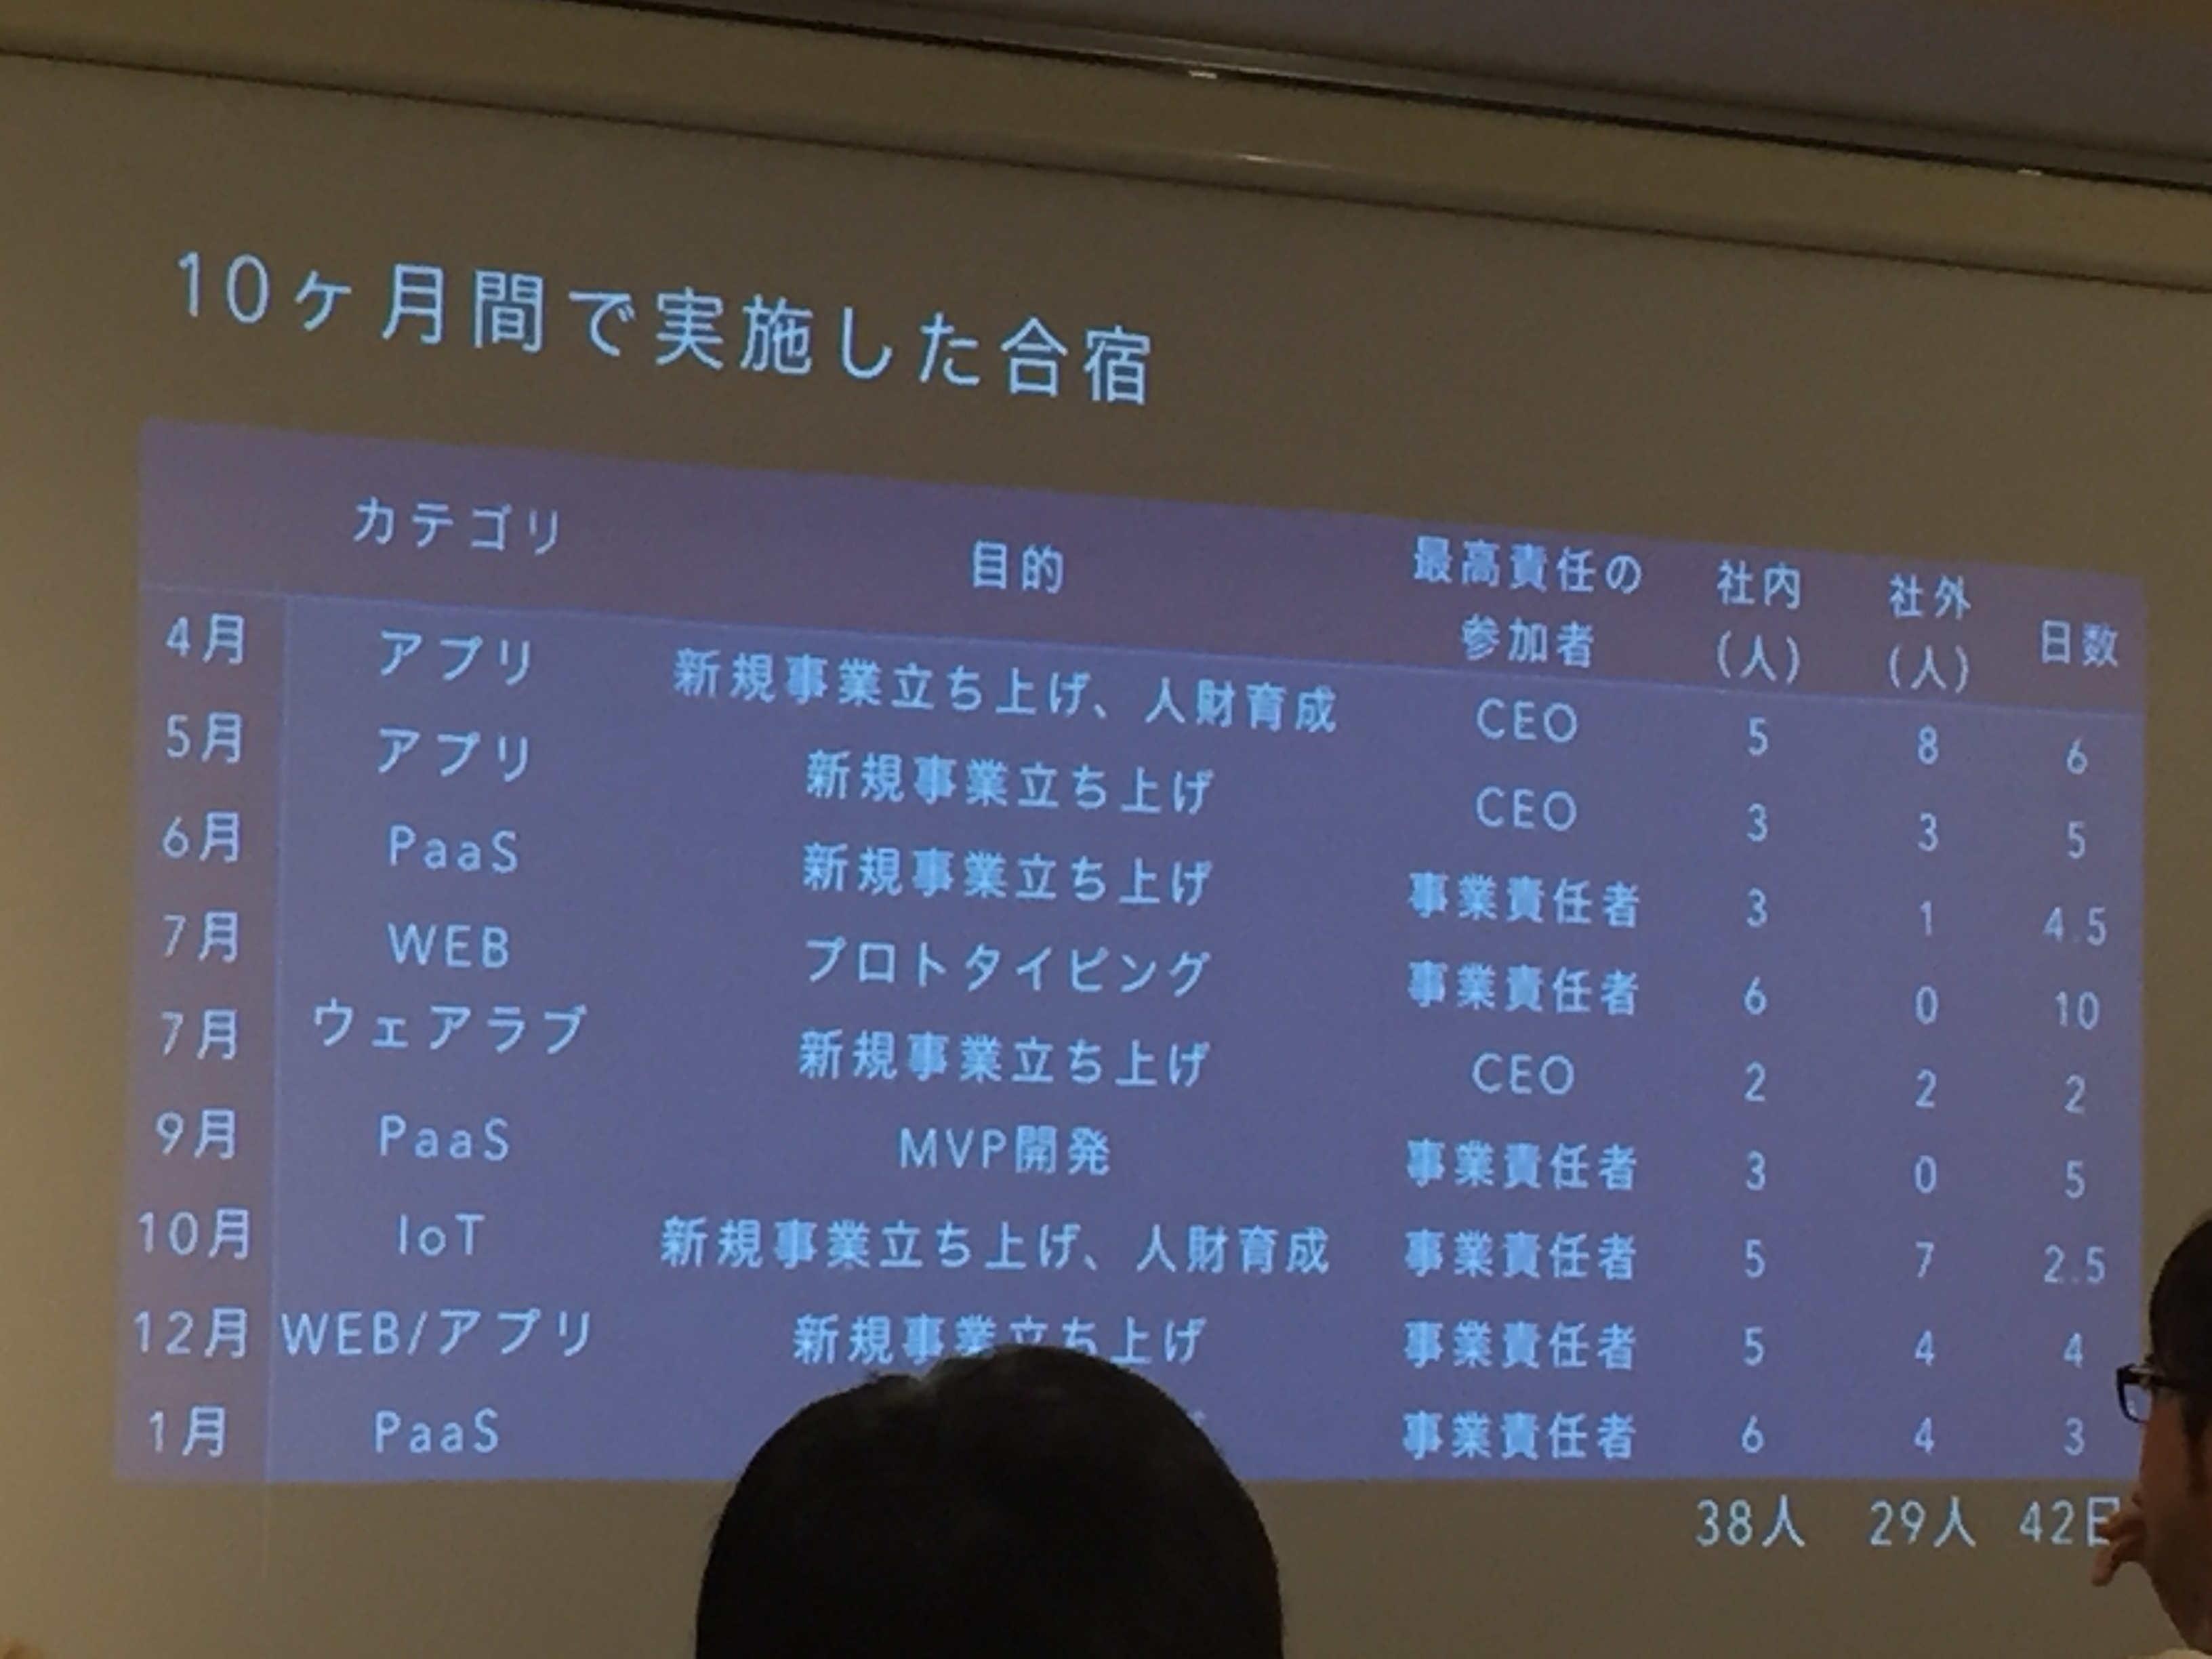 10ヶ月間で実施した合宿
カテゴリ 目的 最高責任の参加者 社内(人) 社外(人) 日数
4月 アプリ 新規事業立ち上げ、人財育成 CEO 5 8 6
5月 アプリ 新規事業立ち上げ CEO 3 3 5
6月 PaaS 新規事業立ち上げ 事業責任者 3 1 4.5
7月 WEB プロトタイピング 事業責任者 6 0 10
7月 ウェアラブ 新規事業立ち上げ CEO 2 2 2
9月 PaaS MVP開発 事業責任者 3 0 5
10月 IoT 新規事業立ち上げ、人財育成 事業責任者 5 7 2.5
12月 WEB/アプリ 新規事業立ち上げ 事業責任者 5 4 4
1月 PaaS 事業責任者 6 4 3
38人 29人 42日